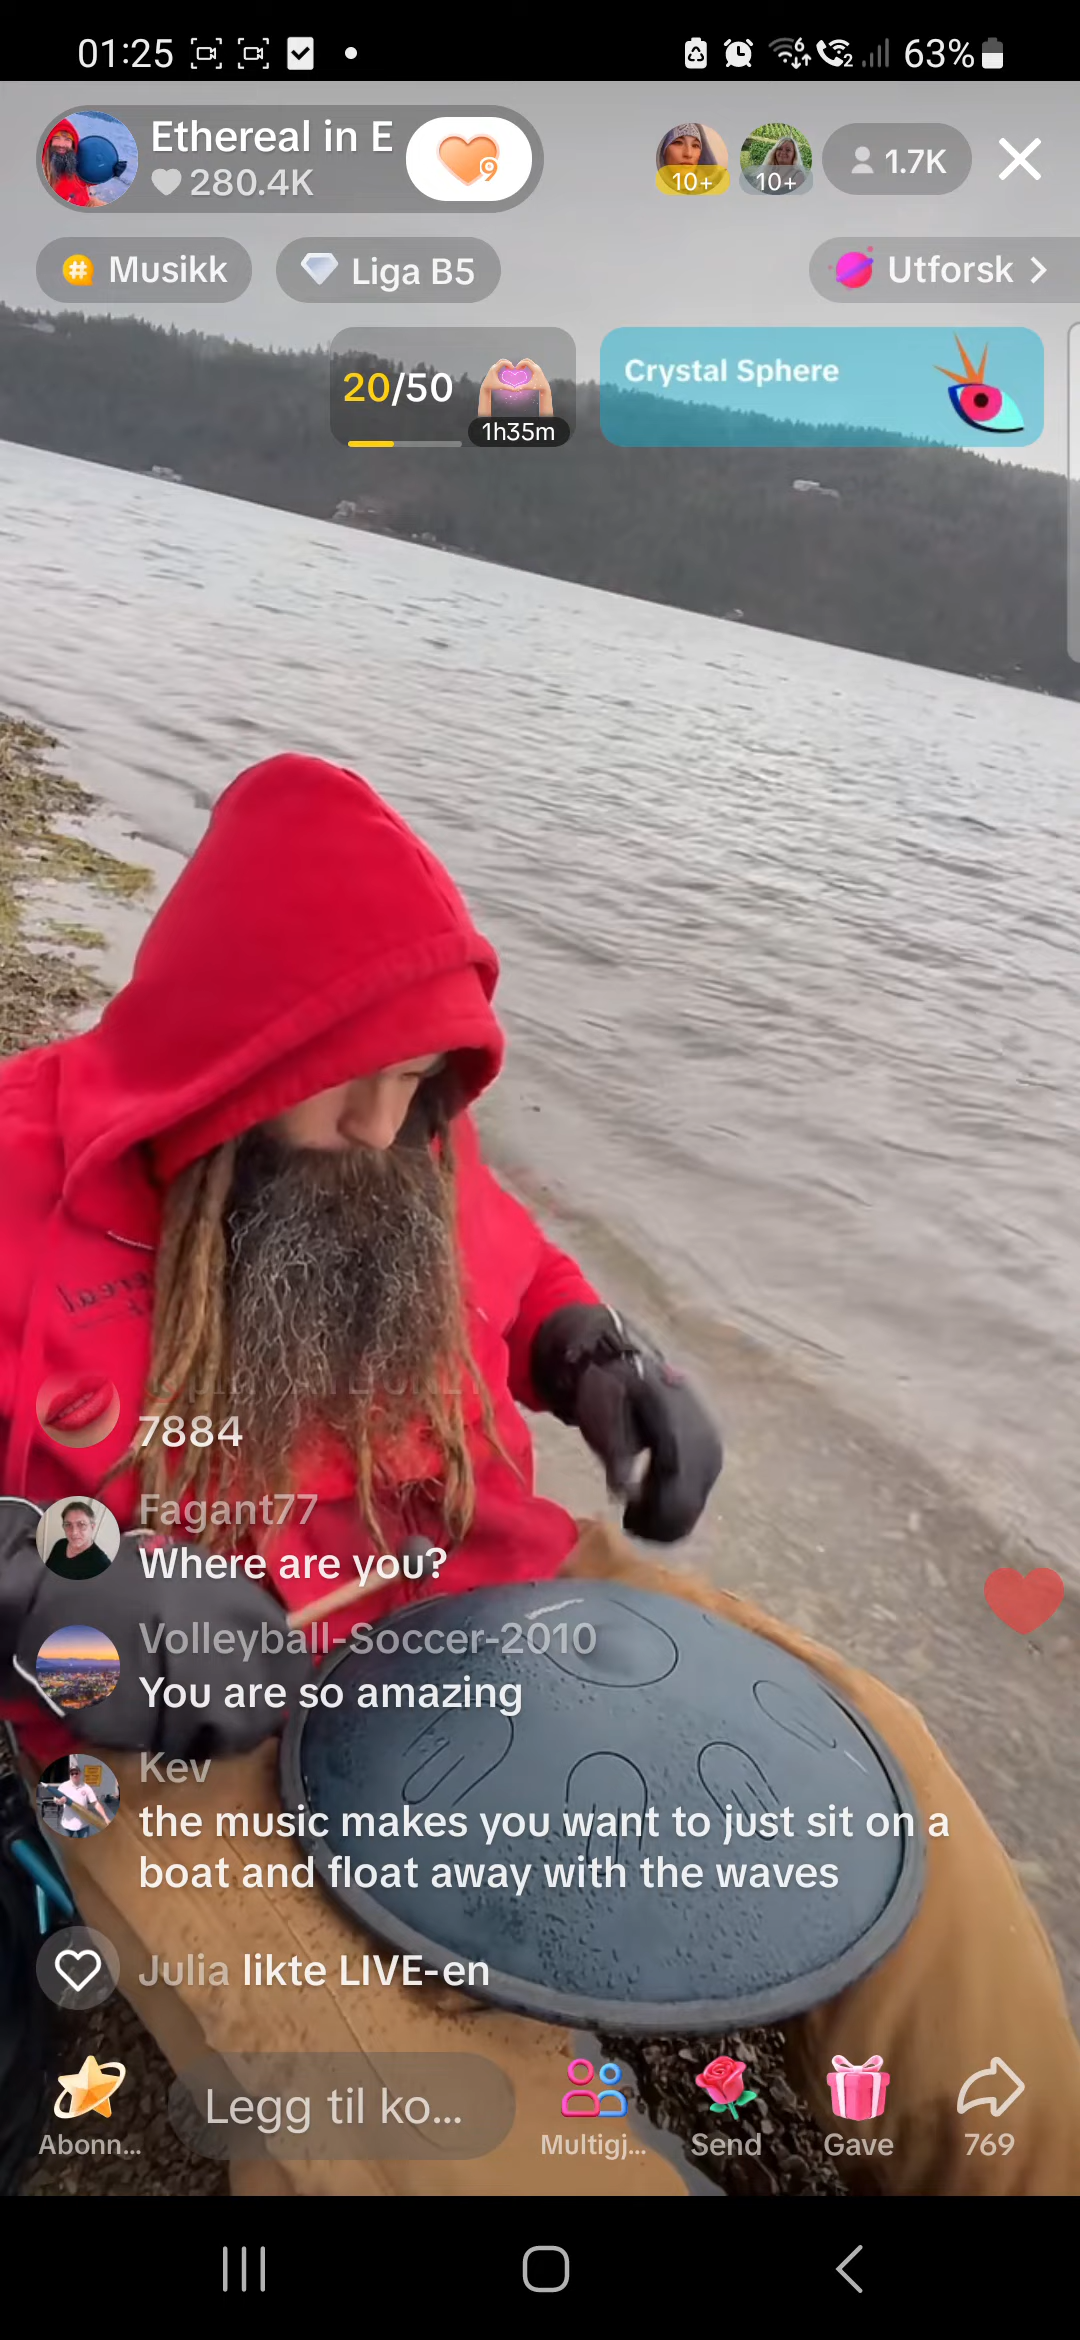 01:25
63%
Ethereal in E
280.4K
10+
10+
1.7K
Musikk
Liga B5
Utforsk
20/50
1h35m
Crystal Sphere
7884
Fagant77
Where are you?
Volleyball-Soccer-2010
You are so amazing
Kev
the music makes you want to just sit on a
boat and float away with the waves
Julia likte LIVE-en
Abonn...
Legg til ko...
Multigj...
Send
Gave
769